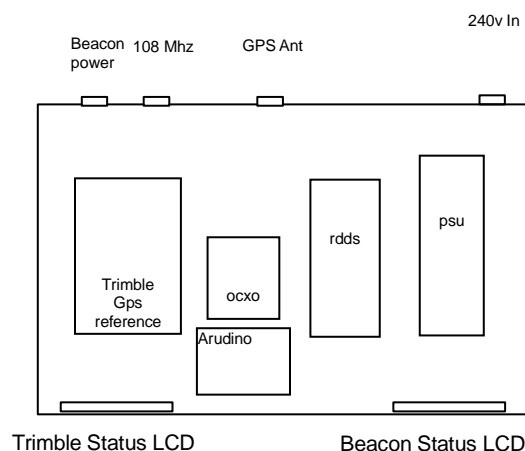 240v In
Beacon
power
108 Mhz
GPS Ant
psu
rdds
Trimble
Gps
reference
ocxo
Arudino
Trimble Status LCD
Beacon Status LCD